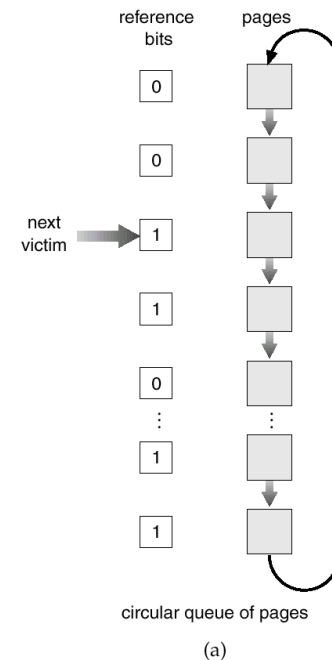 reference
bits
pages
0
0
next
victim
1
1
0
⋮
⋮
1
1
circular queue of pages
(a)